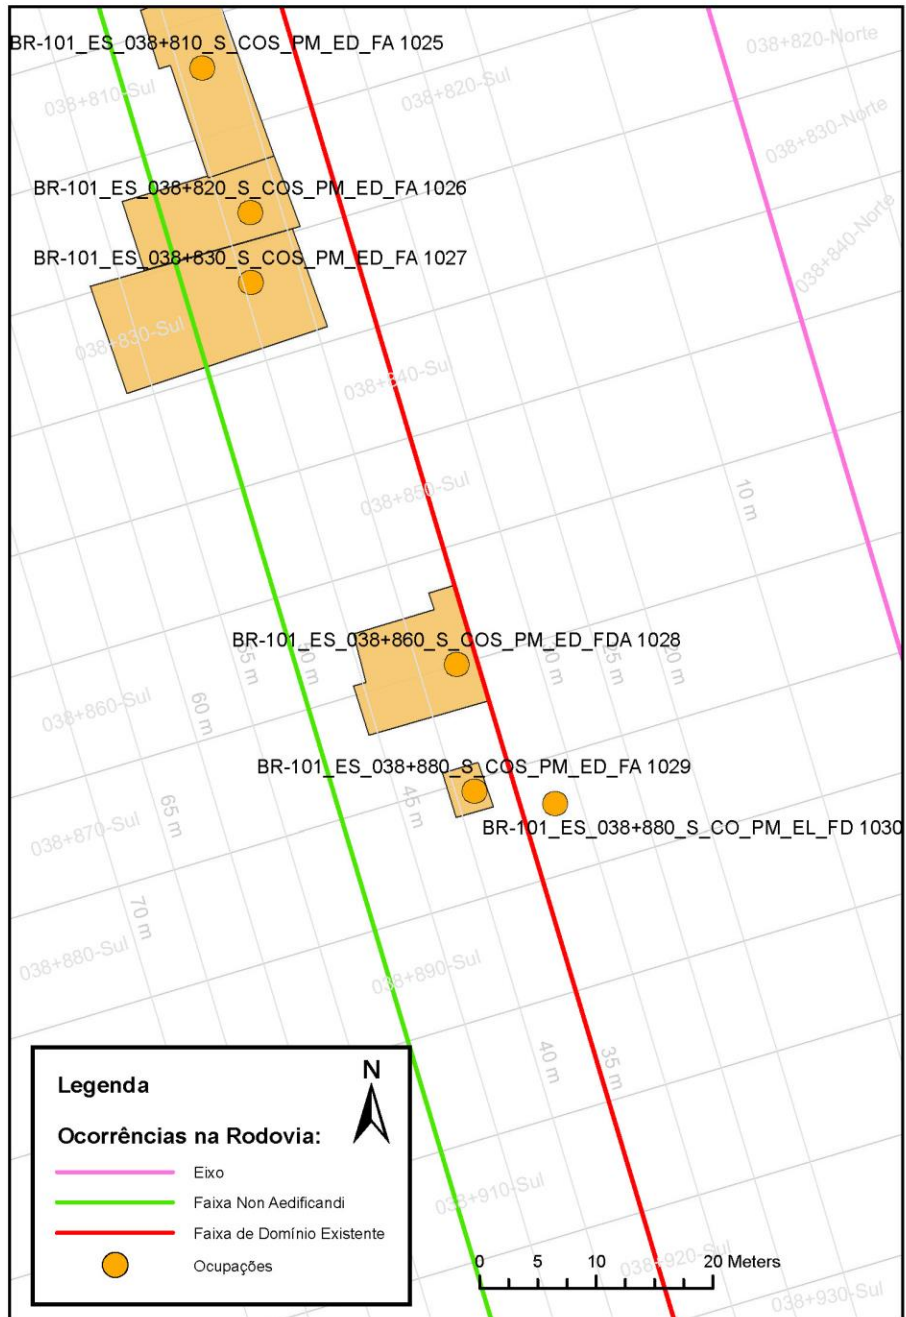 038+820-Norte
BR-101_ES_038+810_S_COS_PM_ED_FA 1025
038+810-Sul
038+820-Sul
038+830-Norte
BR-101_ES_038+820_S_COS_PM_ED_FA 1026
038+840-Norte
BR-101_ES_038+830_S_COS_PM_ED_FA 1027
038+830-Sul
038+840-Sul
038+850-Sul
10 m
BR-101_ES_038+860_S_COS_PM_ED_FDA 1028
25 m
20 m
038+860-Sul
60 m
BR-101_ES_038+880_S_COS_PM_ED_FA 1029
45 m
65 m
038+870-Sul
BR-101_ES_038+880_S_CO_PM_EL_FD 1030
70 m
038+880-Sul
038+890-Sul
40 m
35 m
Legenda
N
Ocorrências na Rodovia:
Eixo
Faixa Non Aedificandi
Faixa de Domínio Existente
Ocupações
038+910-Sul
0 5 10 20 Meters
038+920-Sul
038+930-Sul